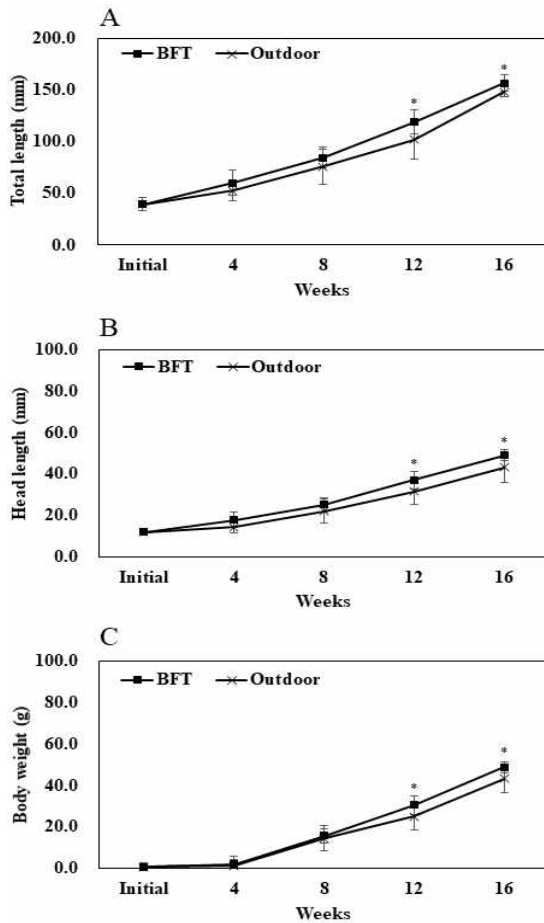 A
200.0
BFT Outdoor
150.0
*
*
100.0
50.0
0.0
Total length (mm)
Initial 4 8 12 16
Weeks
B
100.0
BFT Outdoor
80.0
60.0
*
*
40.0
20.0
0.0
Head length (mm)
Initial 4 8 12 16
Weeks
C
100.0
BFT Outdoor
80.0
60.0
*
*
40.0
20.0
0.0
Body weight (g)
Initial 4 8 12 16
Weeks